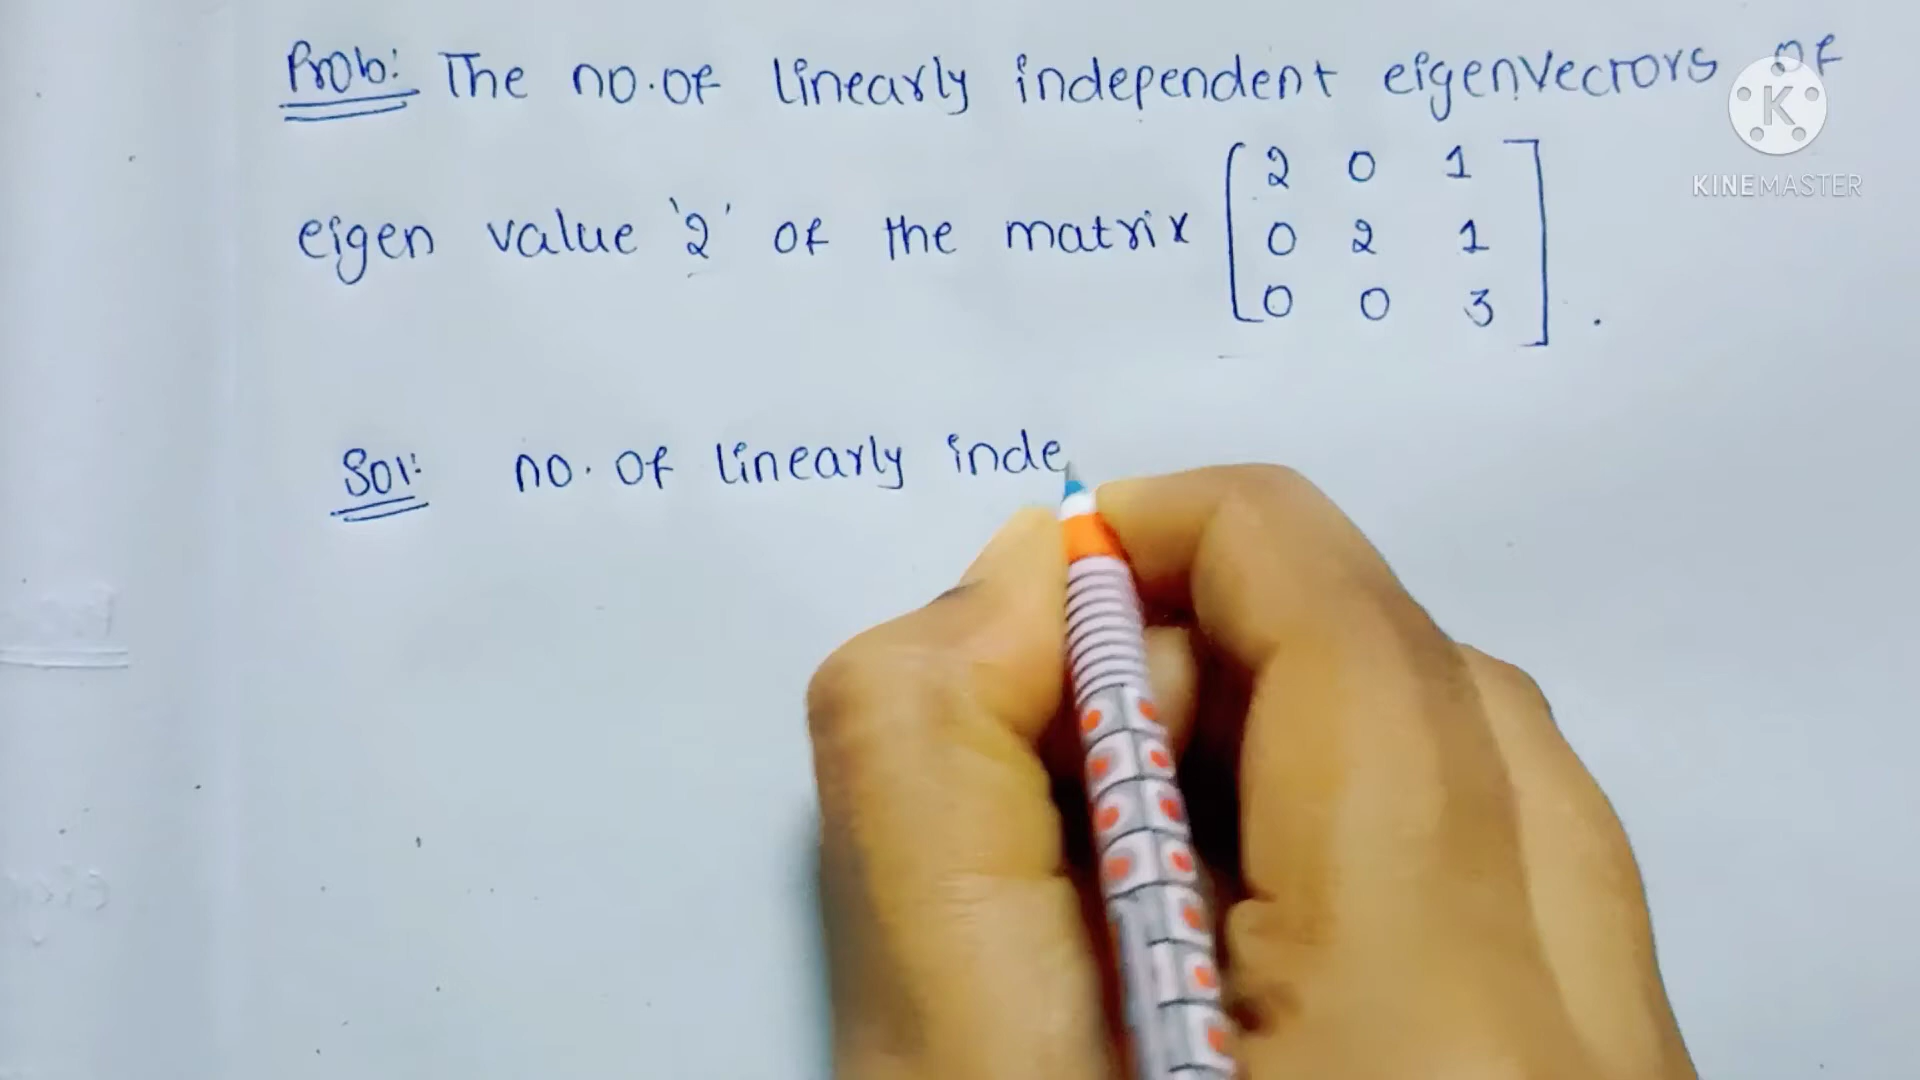 Prob: The no.of linearly independent eigenvectors of
eigen value '2' of the matrix [2 0 1
0 2 1
0 0 3].
Sol: no. of linearly inde
K
KINEMASTER